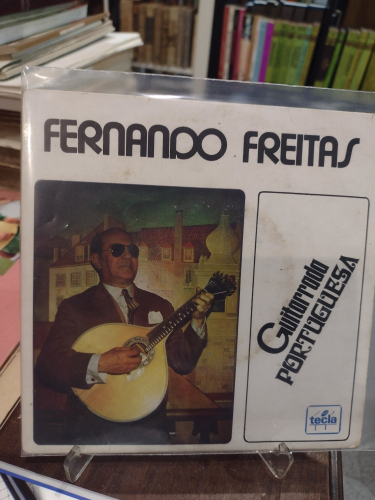 FERNANDO FREITAS
Guitarrada
PORTUGUESA
tecla